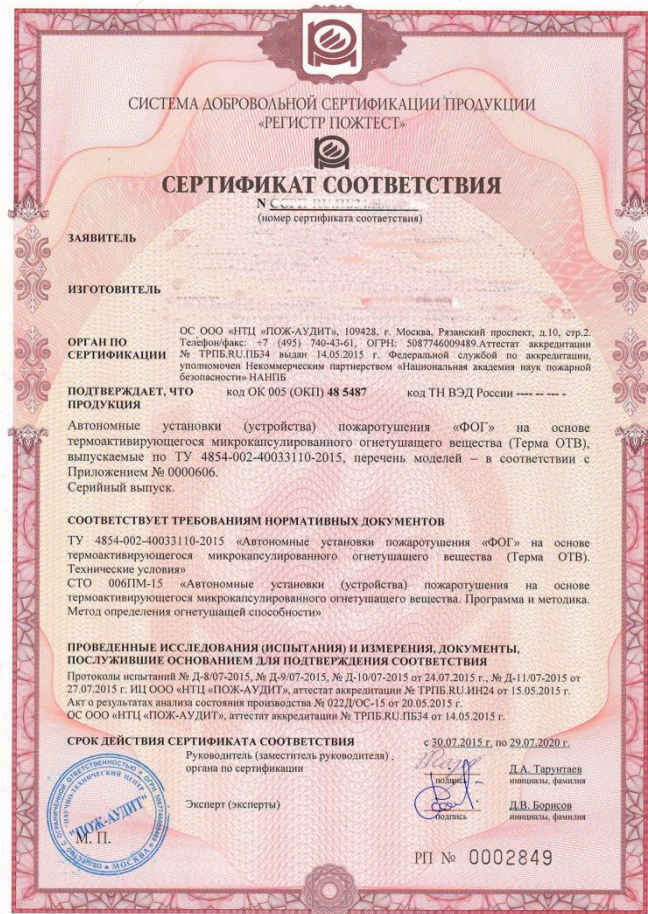 СИСТЕМА ДОБРОВОЛЬНОЙ СЕРТИФИКАЦИИ ПРОДУКЦИИ
«РЕГИСТР ПОЖТЕСТ»
СЕРТИФИКАТ СООТВЕТСТВИЯ
N
(номер сертификата соответствия)
ЗАЯВИТЕЛЬ
ИЗГОТОВИТЕЛЬ
ОРГАН ПО СЕРТИФИКАЦИИ
ОС ООО «НТЦ «ПОЖ-АУДИТ», 109428, г. Москва, Рязанский проспект, д.10, стр.2.
Телефон/факс: +7 (495) 740-43-61, ОГРН: 5087746009489.Аттестат аккредитации
№ ТРПБ.RU.ПБ34 выдан 14.05.2015 г. Федеральной службой по аккредитации,
уполномочен Некоммерческим партнерством «Национальная академия наук пожарной
безопасности» НАНПБ
ПОДТВЕРЖДАЕТ, ЧТО ПРОДУКЦИЯ
код ОК 005 (ОКП) 48 5487 код ТН ВЭД России ---- -- --- -
Автономные установки (устройства) пожаротушения «ФОГ» на основе
термоактивирующегося микрокапсулированного огнетушащего вещества (Терма ОТВ),
выпускаемые по ТУ 4854-002-40033110-2015, перечень моделей – в соответствии с
Приложением № 0000606.
Серийный выпуск.
СООТВЕТСТВУЕТ ТРЕБОВАНИЯМ НОРМАТИВНЫХ ДОКУМЕНТОВ
ТУ 4854-002-40033110-2015 «Автономные установки пожаротушения «ФОГ» на основе
термоактивирующегося микрокапсулированного огнетушащего вещества (Терма ОТВ).
Технические условия»
СТО 006ПМ-15 «Автономные установки (устройства) пожаротушения на основе
термоактивирующегося микрокапсулированного огнетушащего вещества. Программа и методика.
Метод определения огнетушащей способности»
ПРОВЕДЕННЫЕ ИССЛЕДОВАНИЯ (ИСПЫТАНИЯ) И ИЗМЕРЕНИЯ, ДОКУМЕНТЫ,
ПОСЛУЖИВШИЕ ОСНОВАНИЕМ ДЛЯ ПОДТВЕРЖДЕНИЯ СООТВЕТСТВИЯ
Протоколы испытаний № Д-8/07-2015, № Д-9/07-2015, № Д-10/07-2015 от 24.07.2015 г., № Д-11/07-2015 от
27.07.2015 г. ИЦ ООО «НТЦ «ПОЖ-АУДИТ», аттестат аккредитации № ТРПБ.RU.ИН24 от 15.05.2015 г.
Акт о результатах анализа состояния производства № 022Д/ОС-15 от 20.05.2015 г.
ОС ООО «НТЦ «ПОЖ-АУДИТ», аттестат аккредитации № ТРПБ.RU.ПБ34 от 14.05.2015 г.
СРОК ДЕЙСТВИЯ СЕРТИФИКАТА СООТВЕТСТВИЯ с 30.07.2015 г. по 29.07.2020 г.
Руководитель (заместитель руководителя)
органа по сертификации
подпись
Д.А. Тарунтаев
инициалы, фамилия
Эксперт (эксперты)
подпись
Д.В. Борисов
инициалы, фамилия
ОБЩЕСТВО С ОГРАНИЧЕННОЙ ОТВЕТСТВЕННОСТЬЮ
НАУЧНО-ТЕХНИЧЕСКИЙ ЦЕНТР
"ПОЖ-АУДИТ"
МОСКВА
М. П.
РП № 0002849